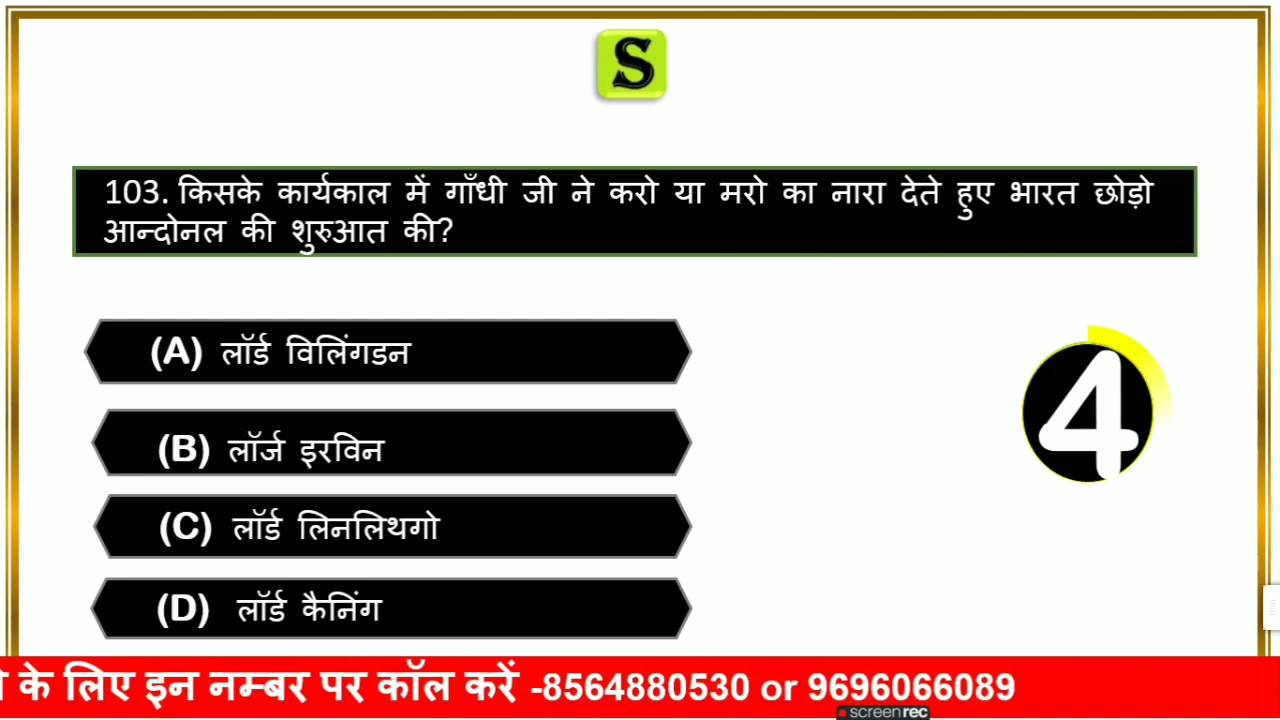 S
103. किसके कार्यकाल में गाँधी जी ने करो या मरो का नारा देते हुए भारत छोड़ो
आन्दोनल की शुरुआत की?
(A) लॉर्ड विलिंगडन
(B) लॉर्ज इरविन
(C) लॉर्ड लिनलिथगो
(D) लॉर्ड कैनिंग
4
के लिए इन नम्बर पर कॉल करें -8564880530 or 9696066089
screenrec